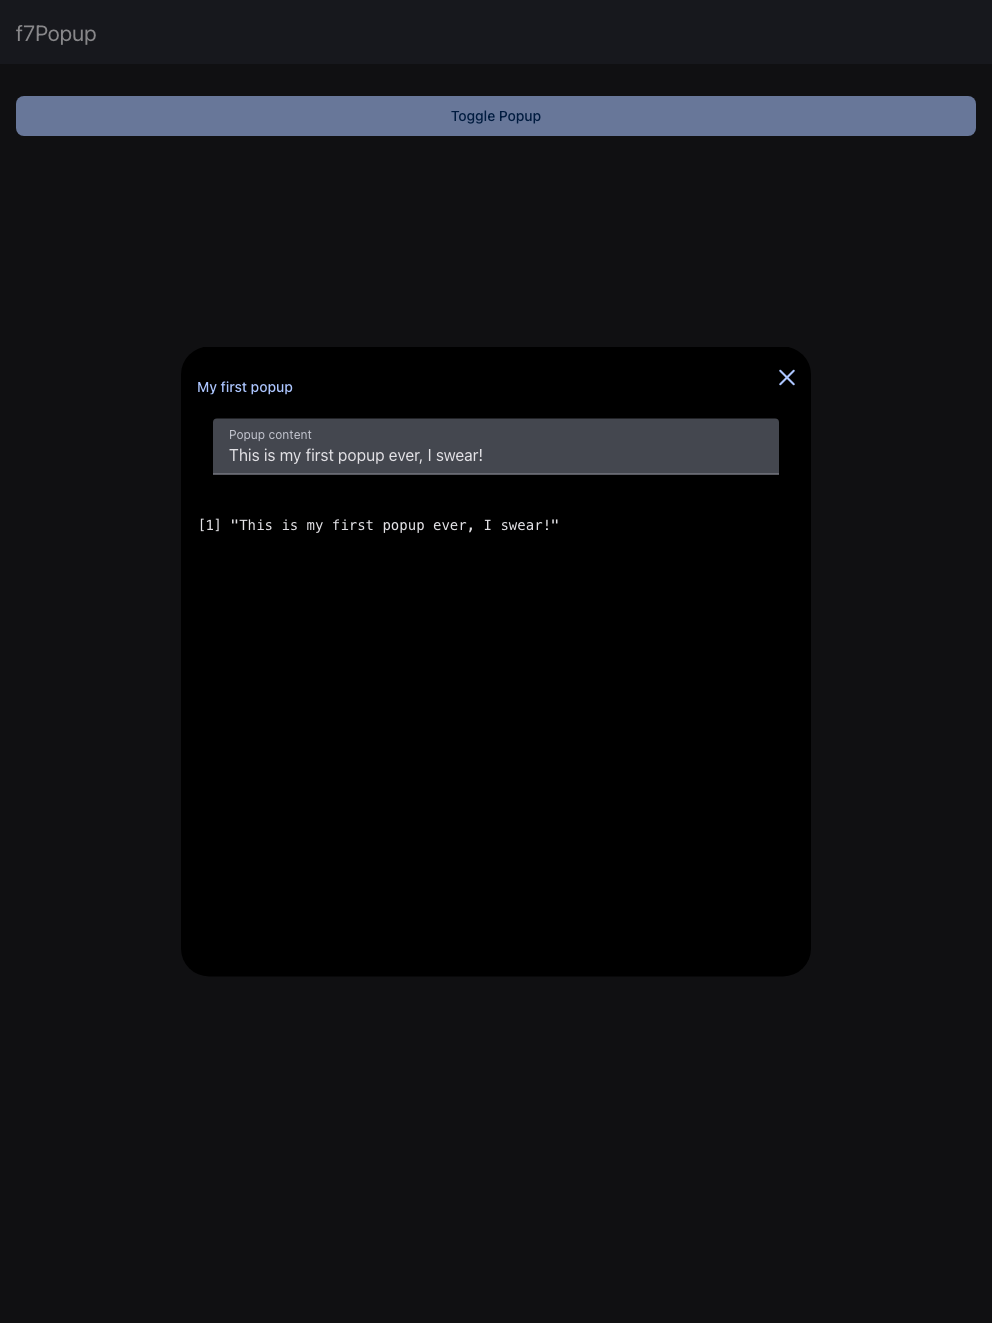 f7Popup
Toggle Popup
My first popup
Popup content
This is my first popup ever, I swear!
[1] "This is my first popup ever, I swear!"